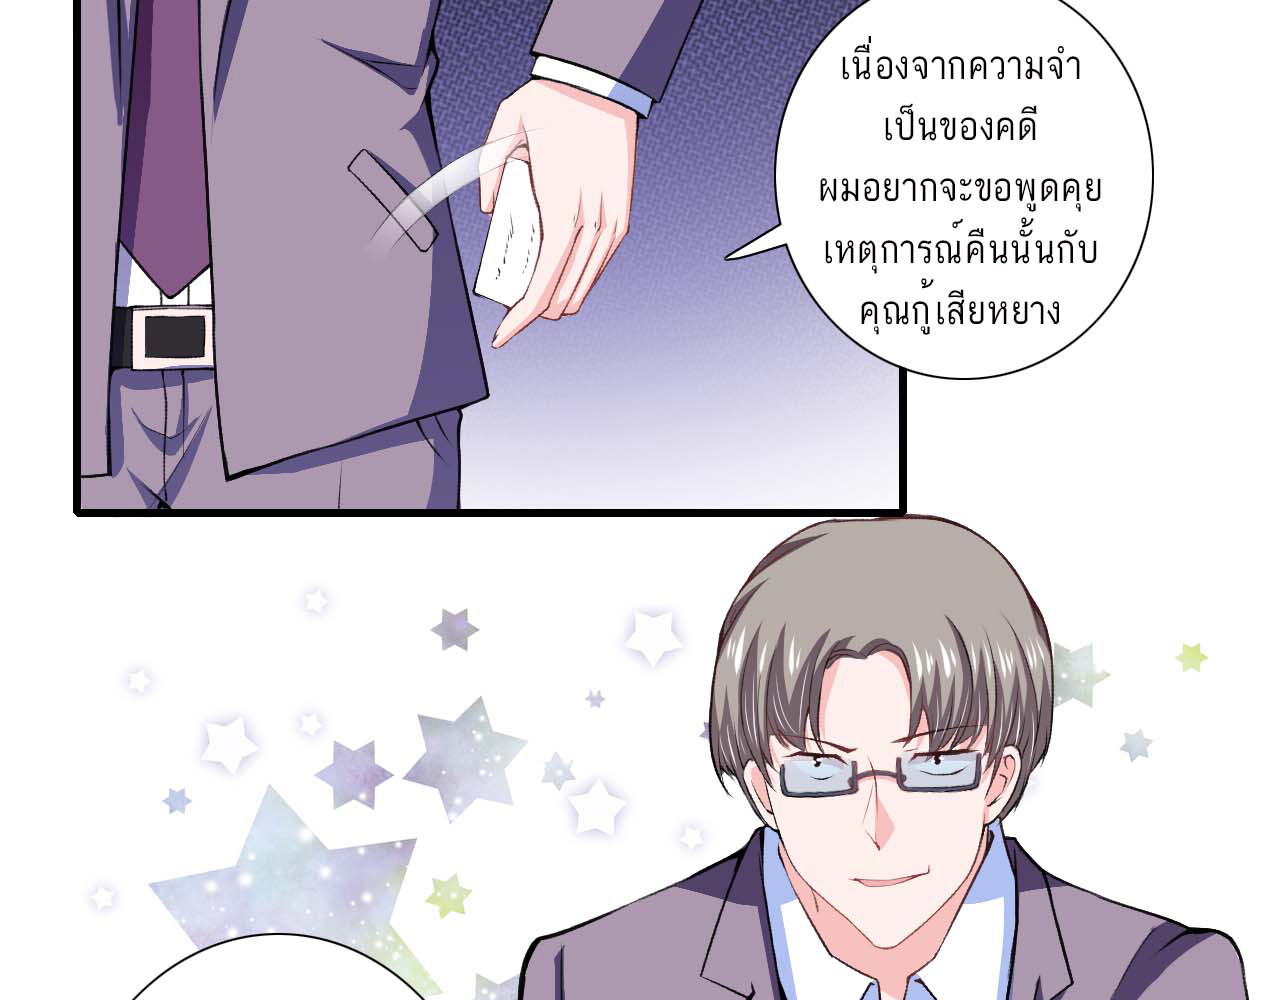 เนื่องจากความจำ
เป็นของคดี
ผมอยากจะขอพูดคุย
เหตุการณ์คืนนั้นกับ
คุณกู้เสียหยาง